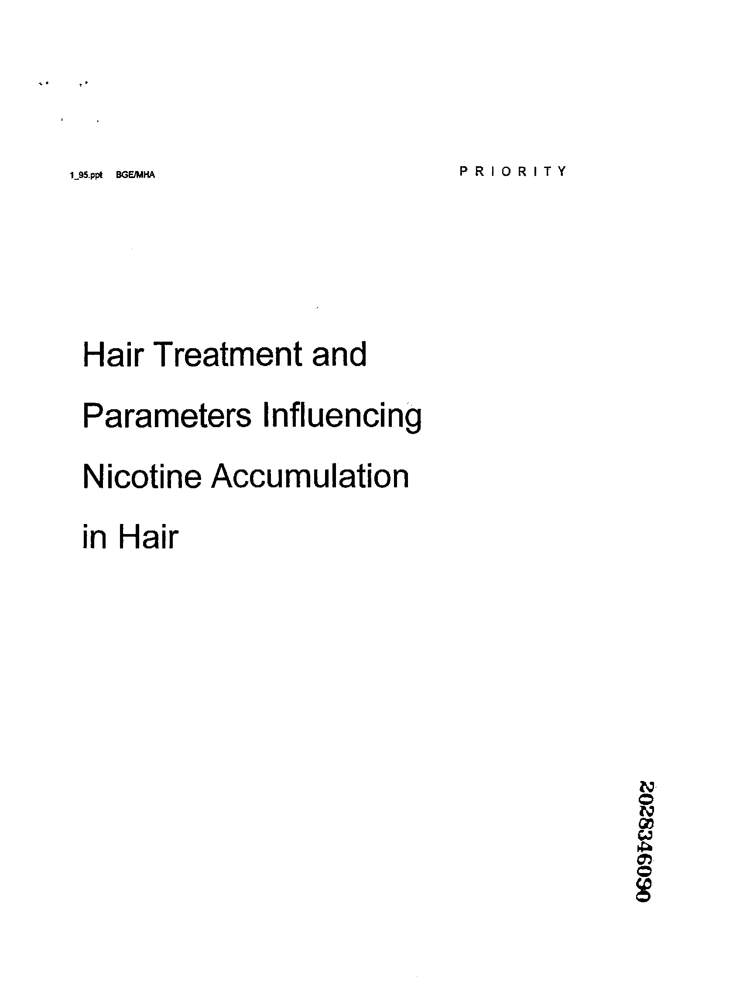 1_95.ppt BGE/MHA
PRIORITY
Hair Treatment and
Parameters Influencing
Nicotine Accumulation
in Hair
2028346090